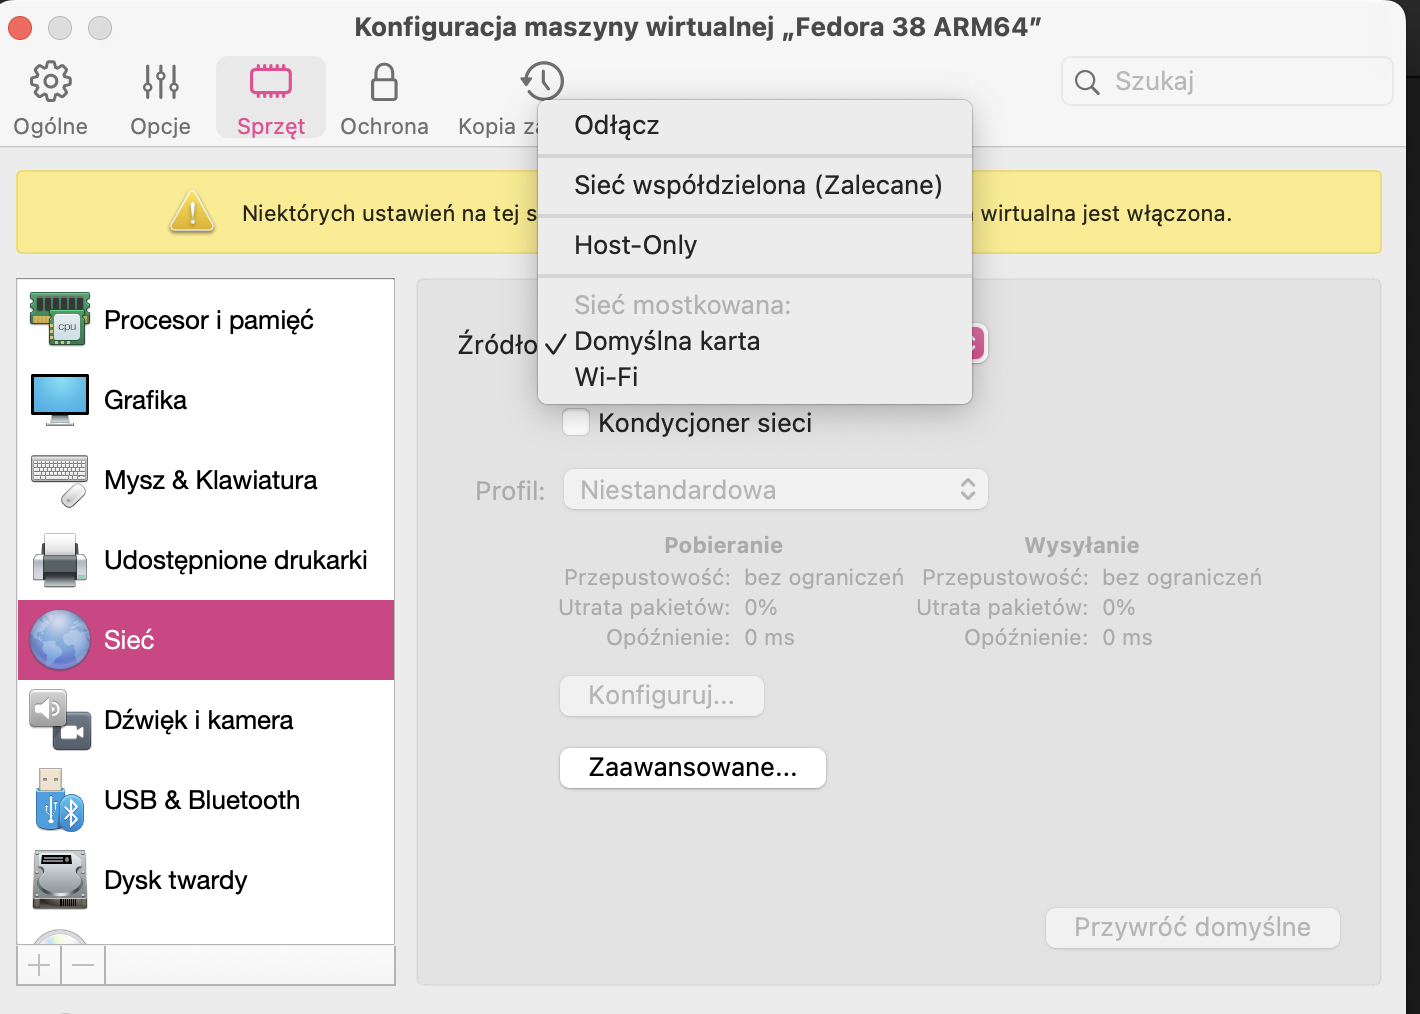 Konfiguracja maszyny wirtualnej „Fedora 38 ARM64”
Ogólne
Opcje
Sprzęt
Ochrona
Kopia
Szukaj
Odłącz
Sieć współdzielona (Zalecane)
Host-Only
Sieć mostkowana:
Domyślna karta
Wi-Fi
Niektórych ustawień na tej
wirtualna jest włączona.
Procesor i pamięć
cpu
Grafika
Mysz & Klawiatura
Udostępnione drukarki
Sieć
Dźwięk i kamera
USB & Bluetooth
Dysk twardy
Źródło
Kondycjoner sieci
Profil: Niestandardowa
Pobieranie
Przepustowość: bez ograniczeń
Utrata pakietów: 0%
Opóźnienie: 0 ms
Wysyłanie
Przepustowość: bez ograniczeń
Utrata pakietów: 0%
Opóźnienie: 0 ms
Konfiguruj...
Zaawansowane...
Przywróć domyślne